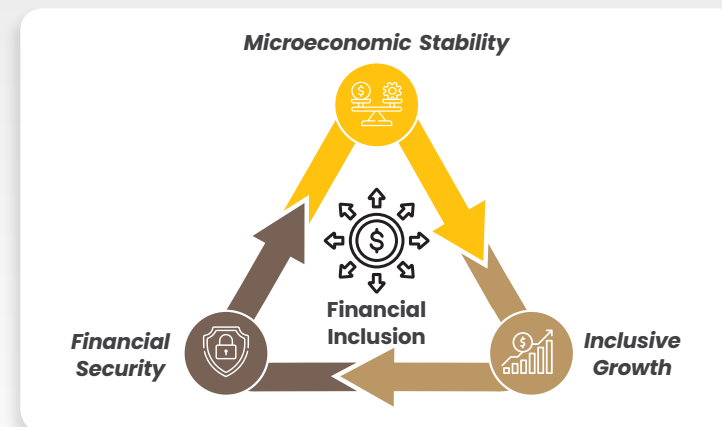 Microeconomic Stability
Financial
Inclusion
Financial
Security
Inclusive
Growth